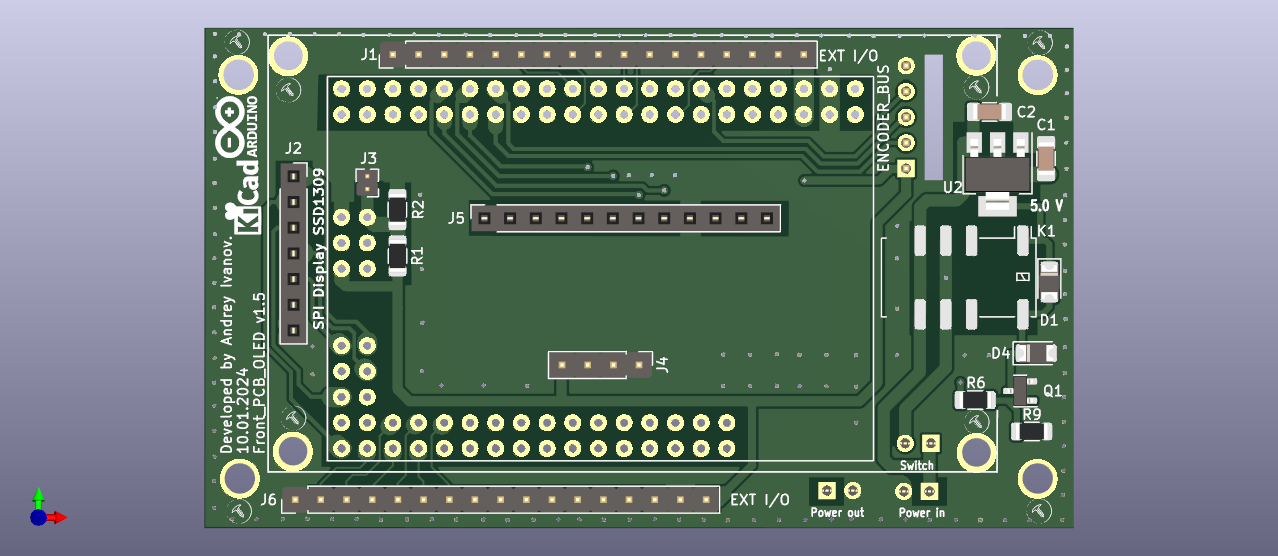 J1
EXT I/O
ENCODER_BUS
C2
C1
ARDUINO
KiCad
J2
J3
SPI Display SSD1309
R2
J5
U2
5.0 V
K1
R1
D1
D4
J4
R6
Q1
R9
Developed by Andrey Ivanov.
10.01.2024
Front_PCB_OLED v1.5
Switch
J6
EXT I/O
Power out
Power in